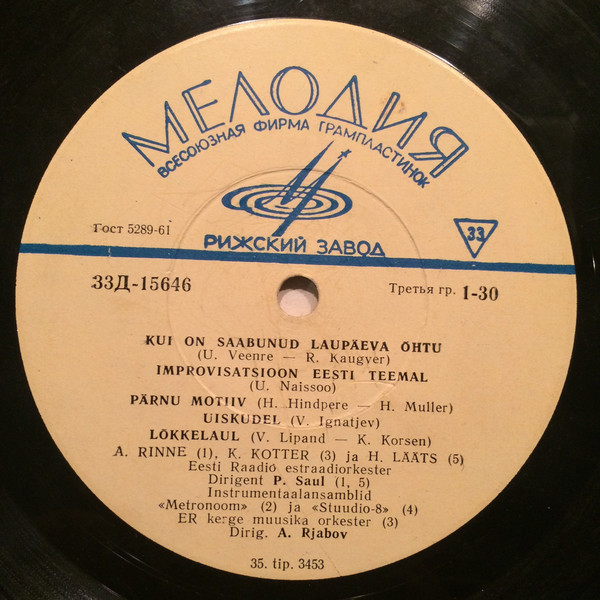 МЕЛОДИЯ
ВСЕСОЮЗНАЯ ФИРМА ГРАМПЛАСТИНОК
Гост 5289-61
33
РИЖСКИЙ ЗАВОД
33Д-15646
Третья гр. 1-30
KUI ON SAABUNUD LAUPÄEVA ÕHTU
(U. Veenre — R. Kaugver)
IMPROVISATSIOON EESTI TEEMAL
(U. Naissoo)
PÄRNU MOTIIV (H. Hindpere — H. Muller)
UISKUDEL (V. Ignatjev)
LÕKKELAUL (V. Lipand — K. Korsen)
A. RINNE (1), K. KOTTER (3) ja H. LÄÄTS (5)
Eesti Raadio estraadiorkester
Dirigent P. Saul (1, 5)
Instrumentaalansamblid
«Metronoom» (2) ja «Stuudio-8» (4)
ER kerge muusika orkester (3)
Dirig. A. Rjabov
35. tip. 3453